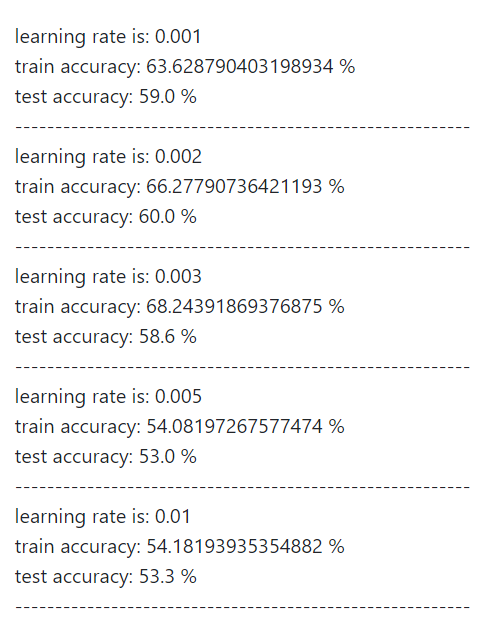 learning rate is: 0.001
train accuracy: 63.628790403198934 %
test accuracy: 59.0 %
-------------------------------------------------------
learning rate is: 0.002
train accuracy: 66.27790736421193 %
test accuracy: 60.0 %
-------------------------------------------------------
learning rate is: 0.003
train accuracy: 68.24391869376875 %
test accuracy: 58.6 %
-------------------------------------------------------
learning rate is: 0.005
train accuracy: 54.08197267577474 %
test accuracy: 53.0 %
-------------------------------------------------------
learning rate is: 0.01
train accuracy: 54.18193935354882 %
test accuracy: 53.3 %
-------------------------------------------------------